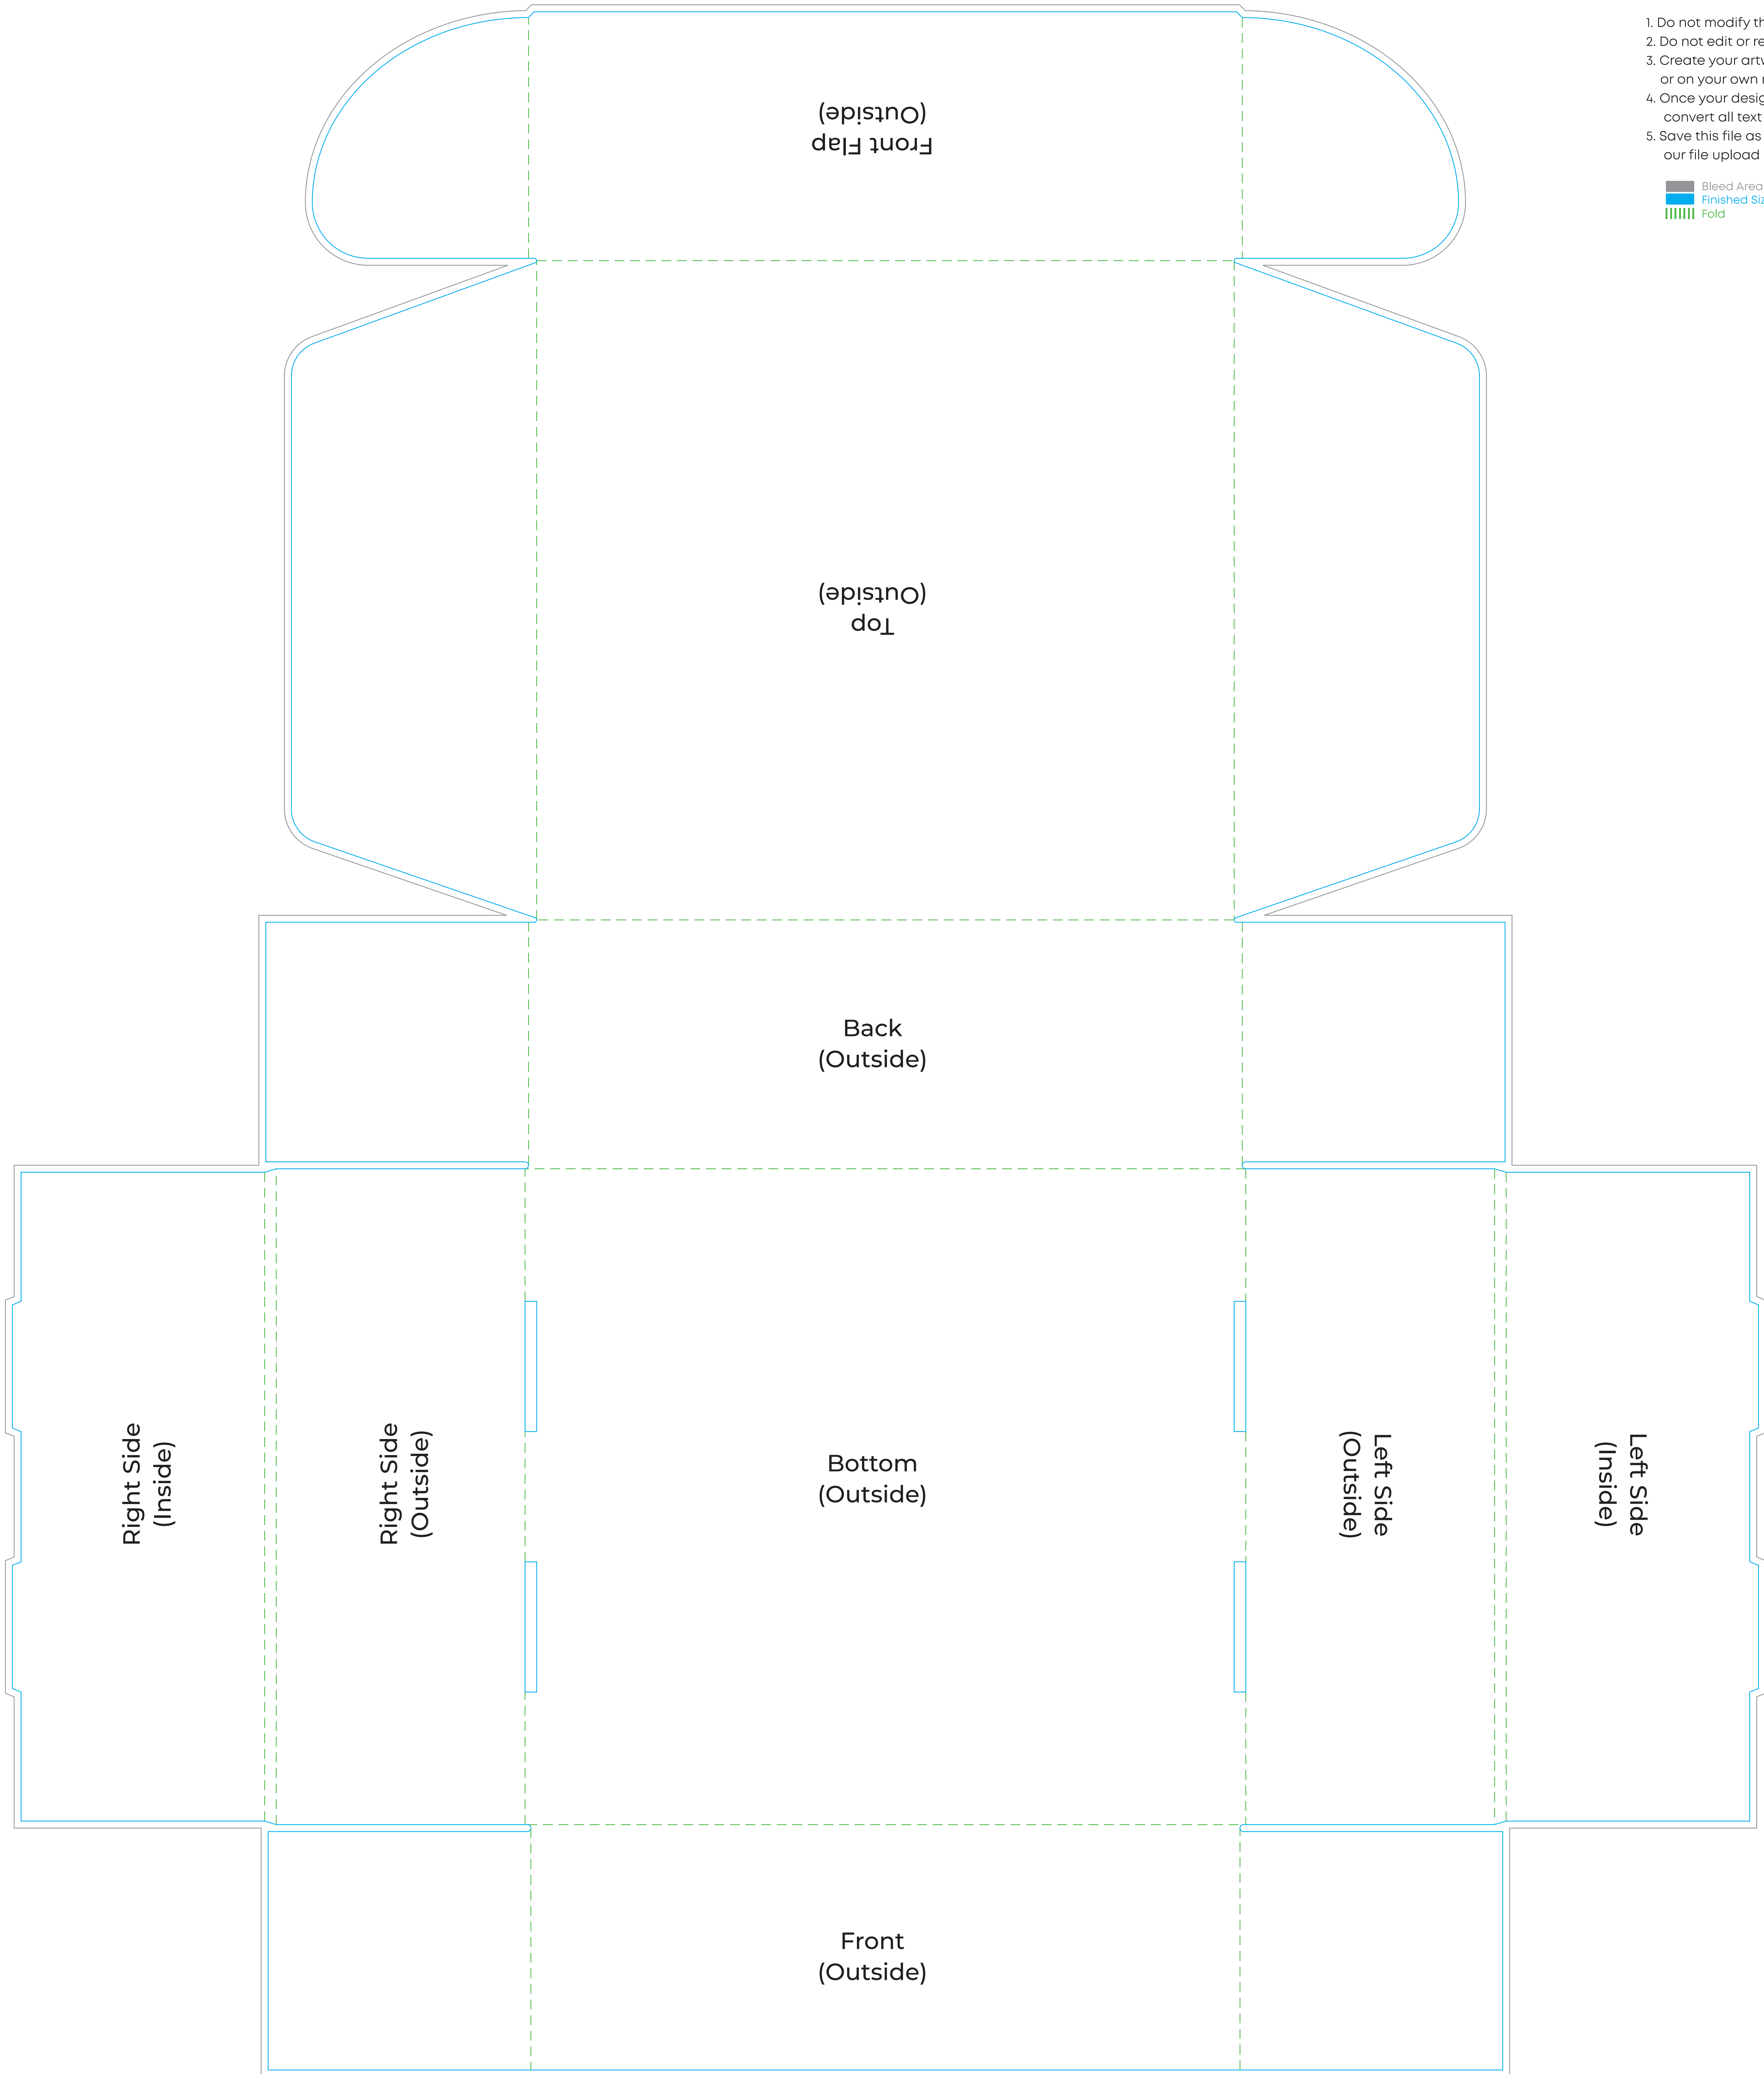 1. Do not modify th
2. Do not edit or re
3. Create your artw
or on your own
4. Once your desig
convert all text
5. Save this file as
our file upload
Bleed Area
Finished Siz
Fold
Front Flap
(Outside)
Top
(Outside)
Back
(Outside)
Right Side
(Inside)
Right Side
(Outside)
Bottom
(Outside)
Left Side
(Outside)
Left Side
(Inside)
Front
(Outside)